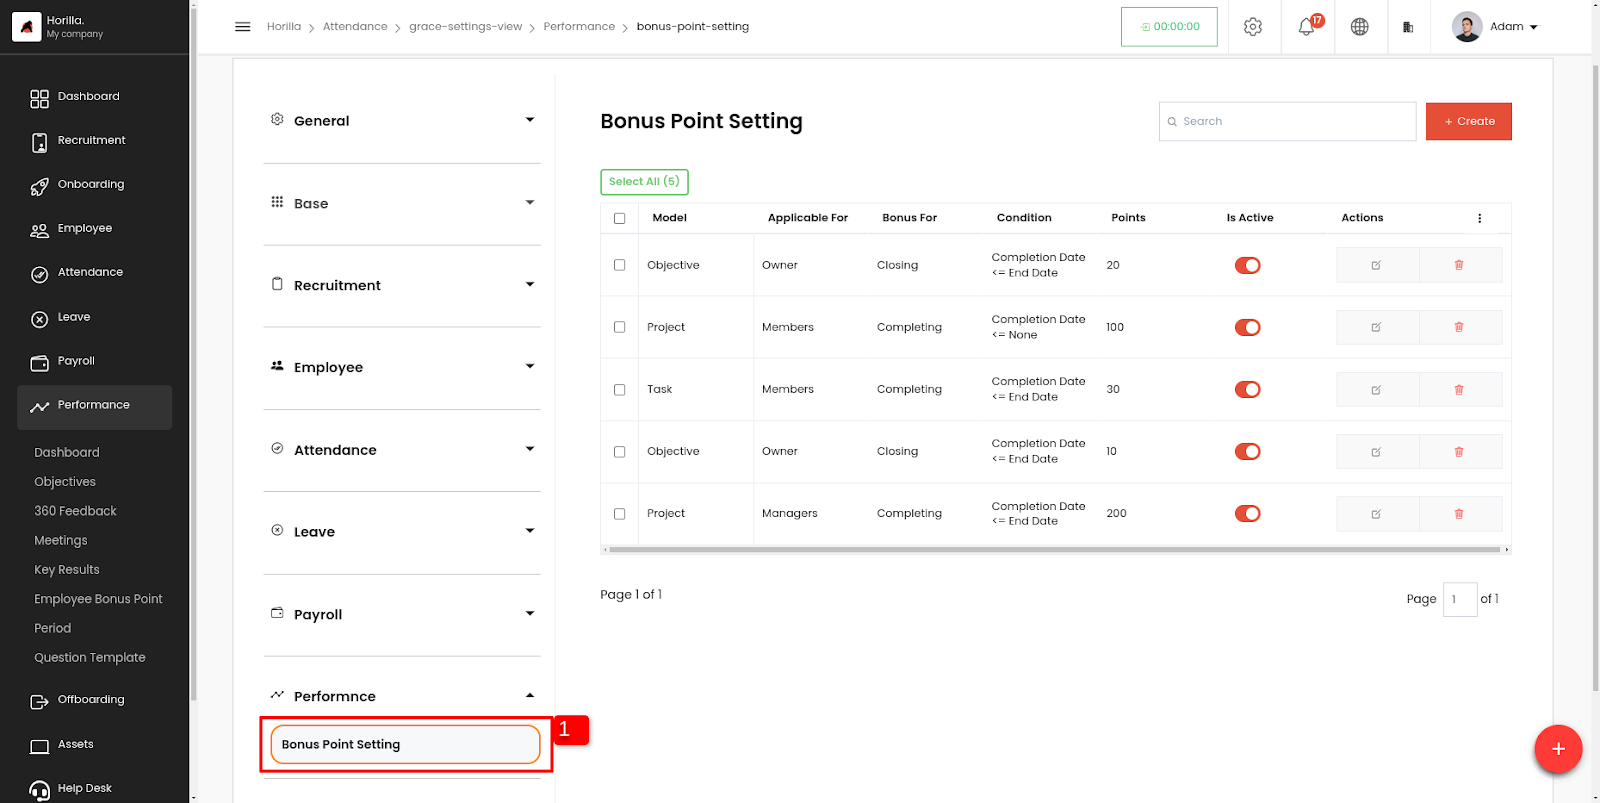 Horilla.
My company
Horilla > Attendance > grace-settings-view > Performance > bonus-point-setting
00:00:00
17
Adam
Dashboard
Recruitment
Onboarding
Employee
Attendance
Leave
Payroll
Performance
Dashboard
Objectives
360 Feedback
Meetings
Key Results
Employee Bonus Point
Period
Question Template
Offboarding
Assets
Help Desk
General
Base
Recruitment
Employee
Attendance
Leave
Payroll
Performnce
Bonus Point Setting
1
Bonus Point Setting
Search
+ Create
Select All (5)
Model Applicable For Bonus For Condition Points Is Active Actions
Objective Owner Closing Completion Date <= End Date 20
Project Members Completing Completion Date <= None 100
Task Members Completing Completion Date <= End Date 30
Objective Owner Closing Completion Date <= End Date 10
Project Managers Completing Completion Date <= End Date 200
Page 1 of 1
Page 1 of 1
+